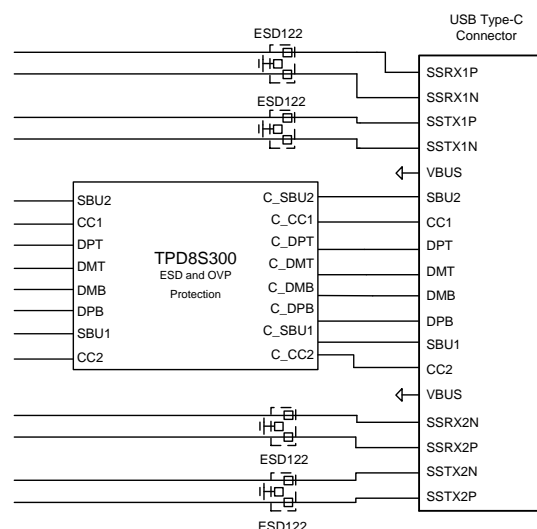 USB Type-C
Connector
ESD122
SSRX1P
SSRX1N
ESD122
SSTX1P
SSTX1N
VBUS
SBU2
C_SBU2
SBU2
CC1
C_CC1
CC1
DPT
C_DPT
DPT
TPD8S300
ESD and OVP
Protection
DMT
C_DMT
DMT
DMB
C_DMB
DMB
DPB
C_DPB
DPB
SBU1
C_SBU1
SBU1
CC2
C_CC2
CC2
VBUS
SSRX2N
SSRX2P
ESD122
SSTX2N
SSTX2P
ESD122